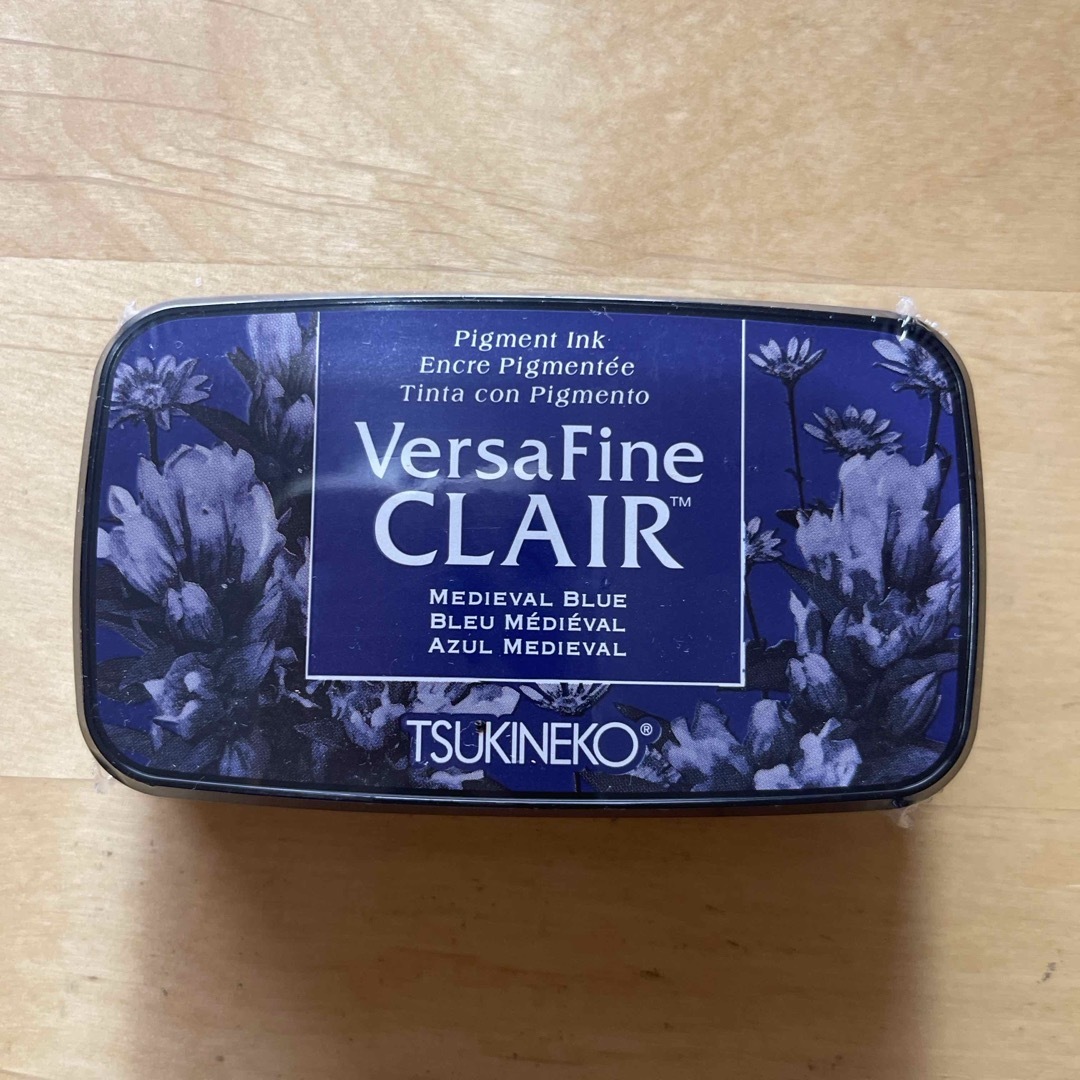 Pigment Ink
Encre Pigmentée
Tinta con Pigmento
VersaFine
CLAIR™
MEDIEVAL BLUE
BLEU MÉDIÉVAL
AZUL MEDIEVAL
TSUKINEKO®